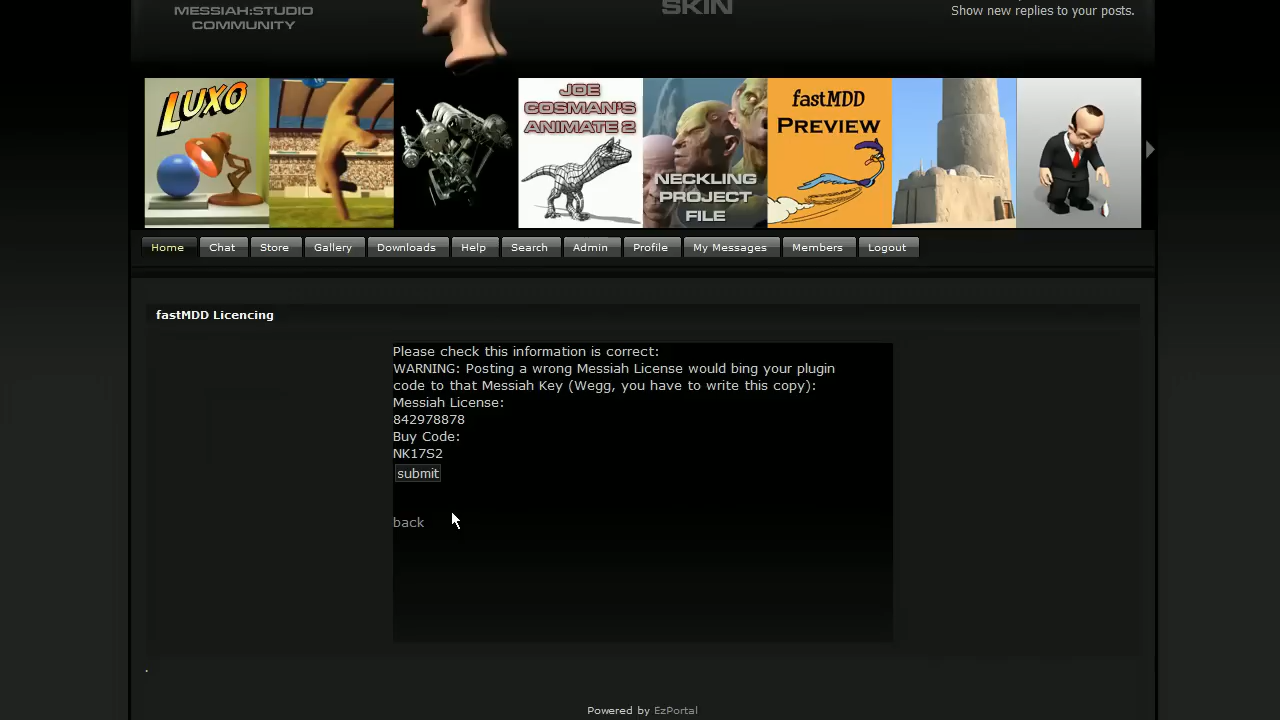 MESSIAH:STUDIO
COMMUNITY
SKIN
Show new replies to your posts.
LUXO
JOE
COSMAN'S
ANIMATE 2
NECKLING
PROJECT
FILE
fastMDD
PREVIEW
Home Chat Store Gallery Downloads Help Search Admin Profile My Messages Members Logout
fastMDD Licencing
Please check this information is correct:
WARNING: Posting a wrong Messiah License would bing your plugin
code to that Messiah Key (Wegg, you have to write this copy):
Messiah License:
842978878
Buy Code:
NK17S2
submit
back
.
Powered by EzPortal